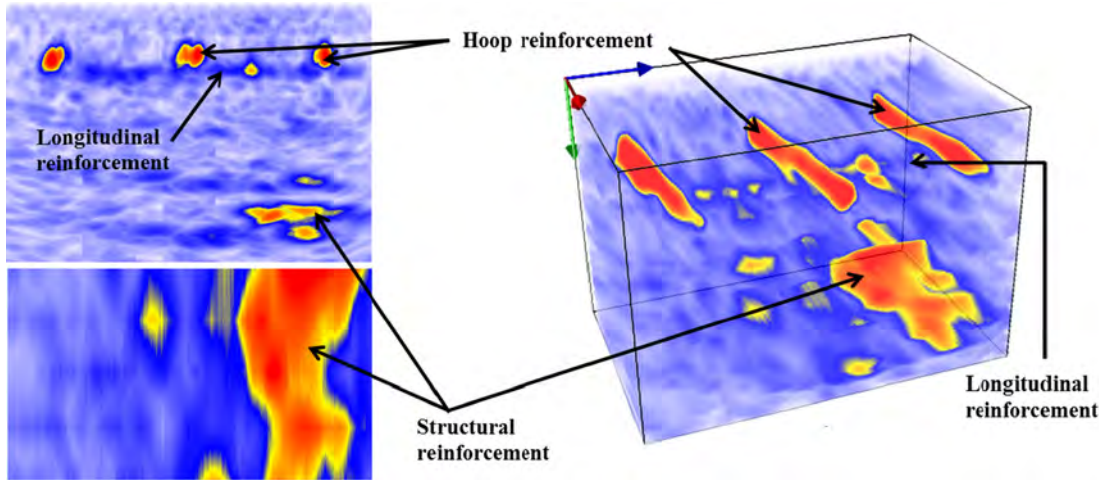 Hoop reinforcement
Longitudinal
reinforcement
Longitudinal
reinforcement
Structural
reinforcement